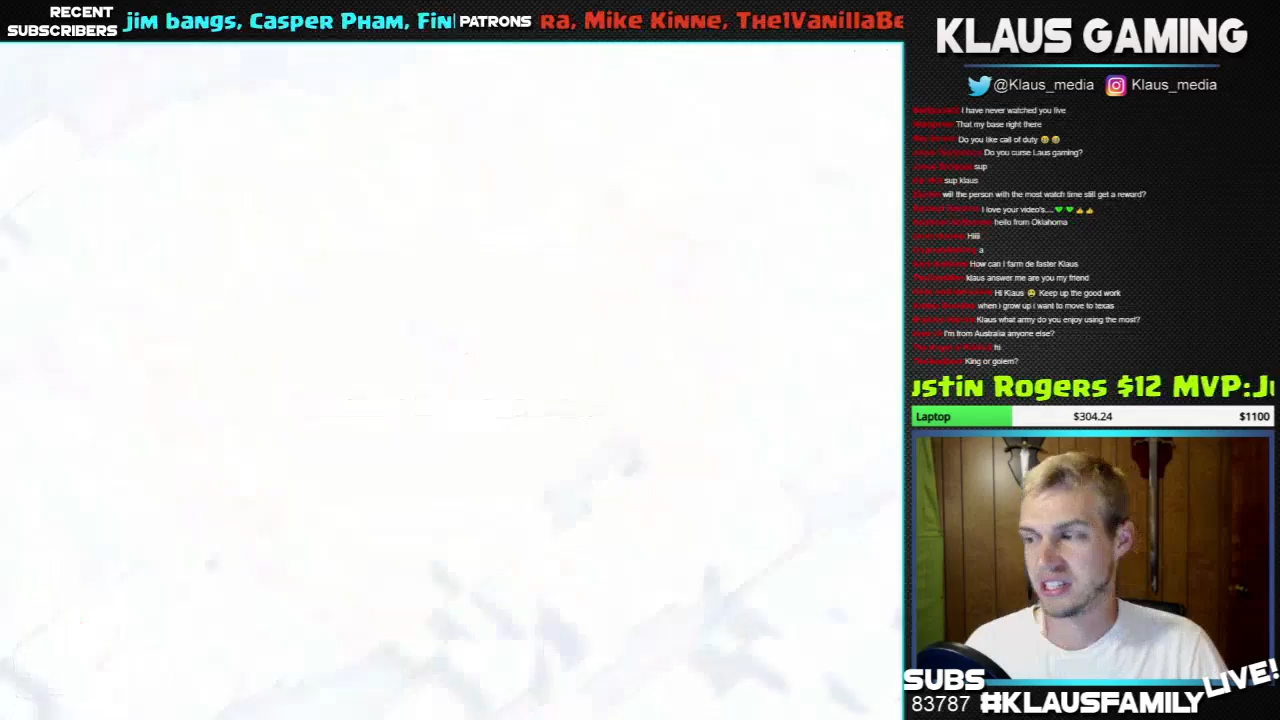 RECENT
SUBSCRIBERS
jim bangs, Casper Pham, Fin
PATRONS
ra, Mike Kinne, The1VanillaBe
KLAUS GAMING
@Klaus_media
Klaus_media
I have never watched you live
That my base right there
Do you like call of duty
Do you curse Laus gaming?
sup
sup klaus
will the person with the most watch time still get a reward?
I love your video's....
hello from Oklahoma
Hiii
a
How can I farm de faster Klaus
klaus answer me are you my friend
Hi Klaus Keep up the good work
when i grow up i want to move to texas
Klaus what army do you enjoy using the most?
I'm from Australia anyone else?
hi
King or golem?
ustin Rogers $12 MVP:Ju
Laptop $304.24 $1100
SUBS
83787 #KLAUSFAMILY LIVE!